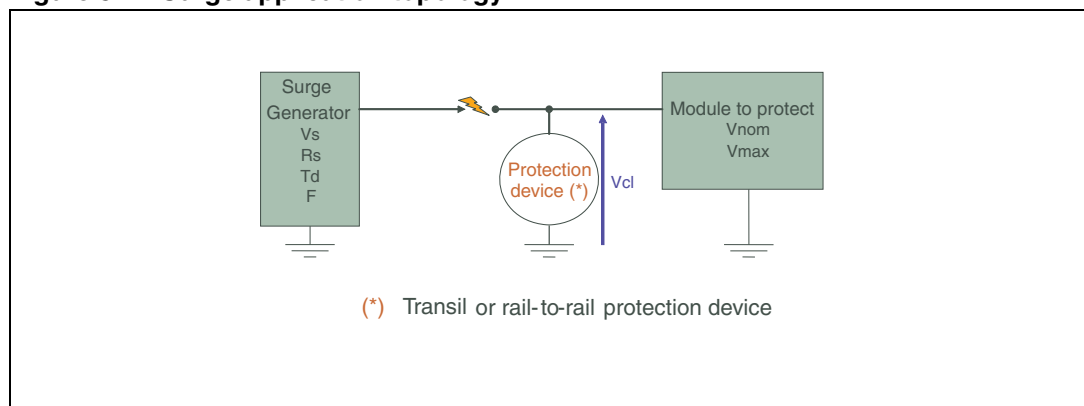 Surge
Generator
Vs
Rs
Td
F
Protection
device (*)
Vcl
Module to protect
Vnom
Vmax
(*) Transil or rail-to-rail protection device